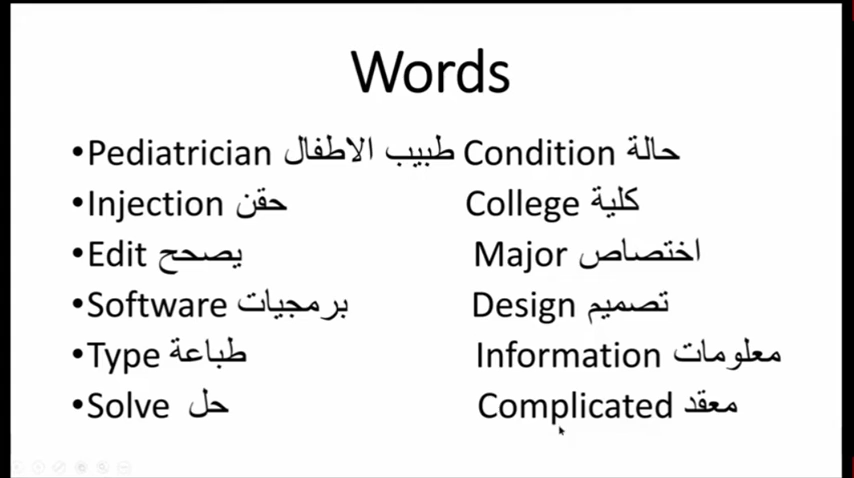 Words
•Pediatrician طبيب الاطفال Condition حالة
•Injection حقن College كلية
•Edit يصحح Major اختصاص
•Software برمجيات Design تصميم
•Type طباعة Information معلومات
•Solve حل Complicated معقد